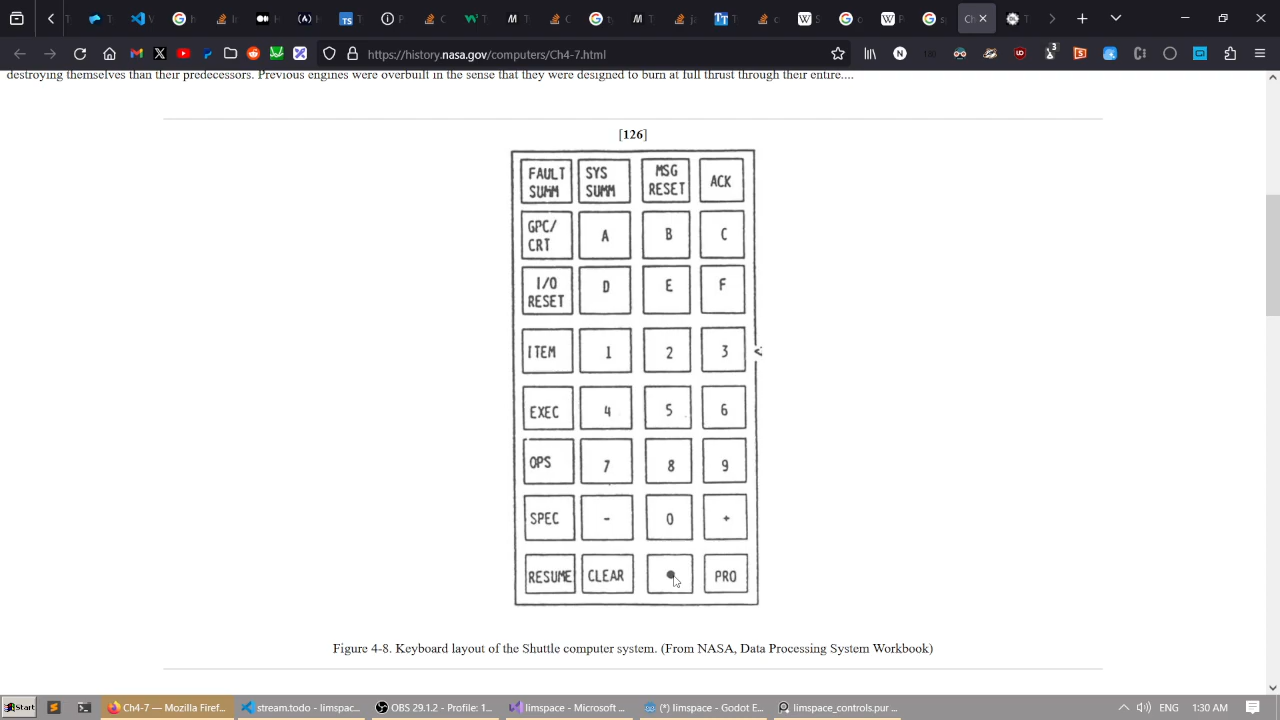 https://history.nasa.gov/computers/Ch4-7.html
destroying themselves than their predecessors. Previous engines were overbuilt in the sense that they were designed to burn at full thrust through their entire....
[126]
FAULT SUMM
SYS SUMM
MSG RESET
ACK
GPC/ CRT
A
B
C
I/O RESET
D
E
F
ITEM
1
2
3
EXEC
4
5
6
OPS
7
8
9
SPEC
-
0
+
RESUME
CLEAR
PRO
Figure 4-8. Keyboard layout of the Shuttle computer system. (From NASA, Data Processing System Workbook)
Start
Ch4-7 — Mozilla Firef...
stream.todo - limspac...
OBS 29.1.2 - Profile: 1...
limspace - Microsoft ...
(*) limspace - Godot E...
limspace_controls.pur ...
ENG
1:30 AM